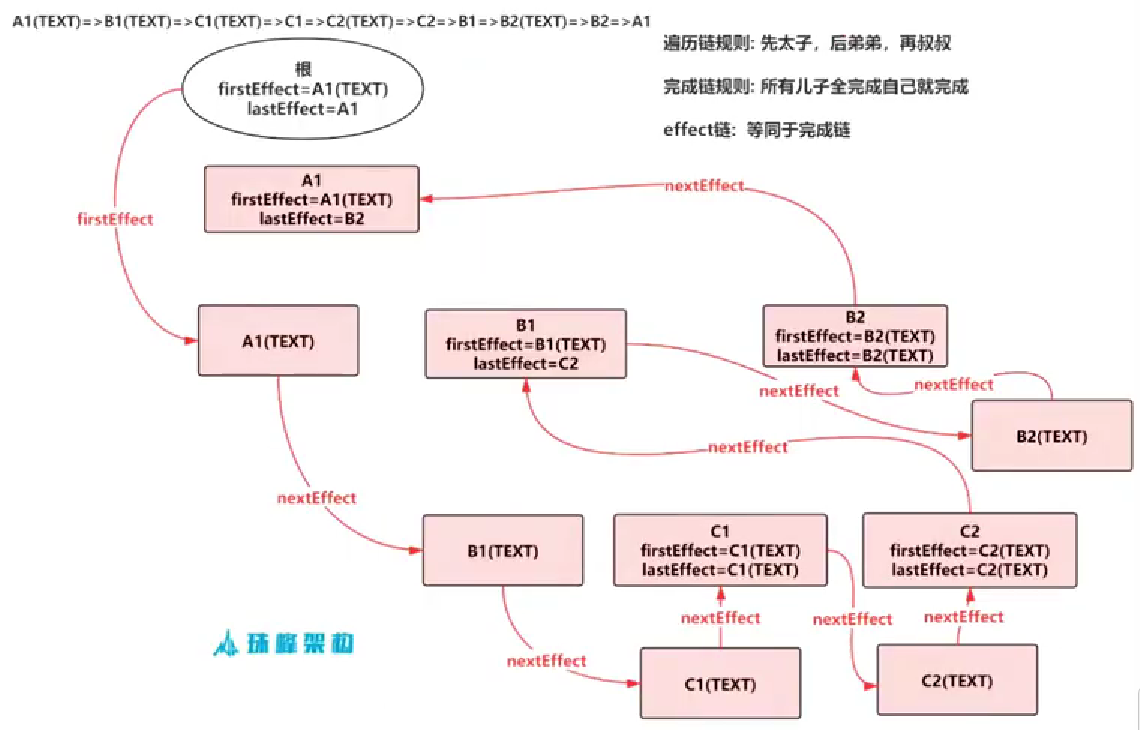 A1(TEXT)=>B1(TEXT)=>C1(TEXT)=>C1=>C2(TEXT)=>C2=>B1=>B2(TEXT)=>B2=>A1
遍历链规则: 先太子，后弟弟，再叔叔
完成链规则: 所有儿子全完成自己就完成
effect链: 等同于完成链
根
firstEffect=A1(TEXT)
lastEffect=A1
A1
firstEffect=A1(TEXT)
lastEffect=B2
nextEffect
firstEffect
A1(TEXT)
B1
firstEffect=B1(TEXT)
lastEffect=C2
B2
firstEffect=B2(TEXT)
lastEffect=B2(TEXT)
nextEffect
nextEffect
B2(TEXT)
nextEffect
nextEffect
B1(TEXT)
C1
firstEffect=C1(TEXT)
lastEffect=C1(TEXT)
C2
firstEffect=C2(TEXT)
lastEffect=C2(TEXT)
nextEffect
nextEffect
nextEffect
珠峰架构
nextEffect
C1(TEXT)
C2(TEXT)